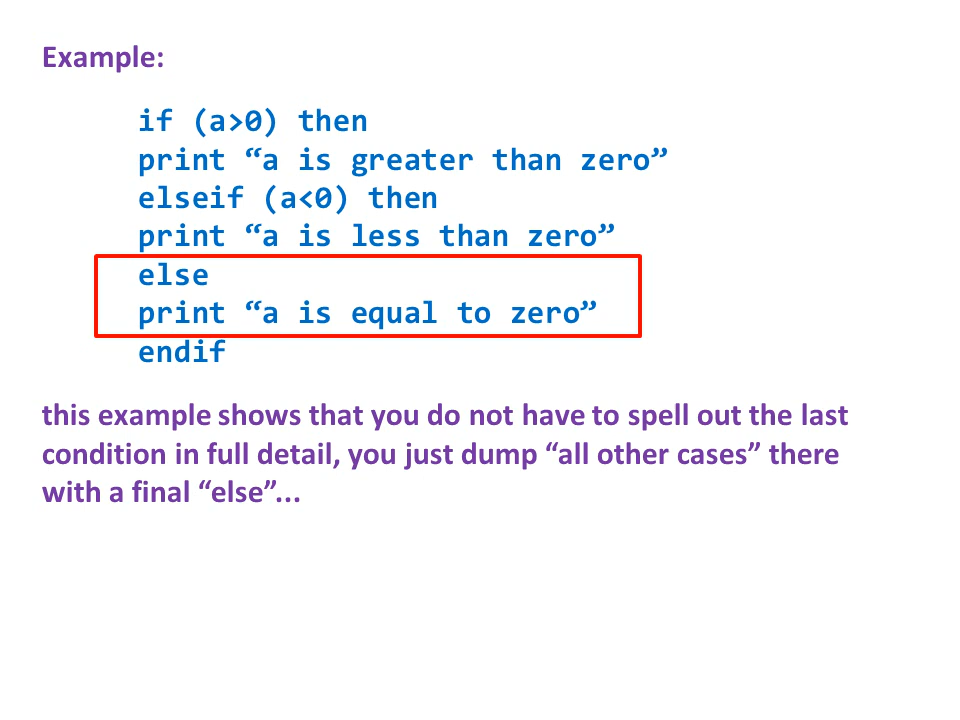 Example:
if (a>0) then
print “a is greater than zero”
elseif (a<0) then
print “a is less than zero”
else
print “a is equal to zero”
endif
this example shows that you do not have to spell out the last
condition in full detail, you just dump “all other cases” there
with a final “else”...